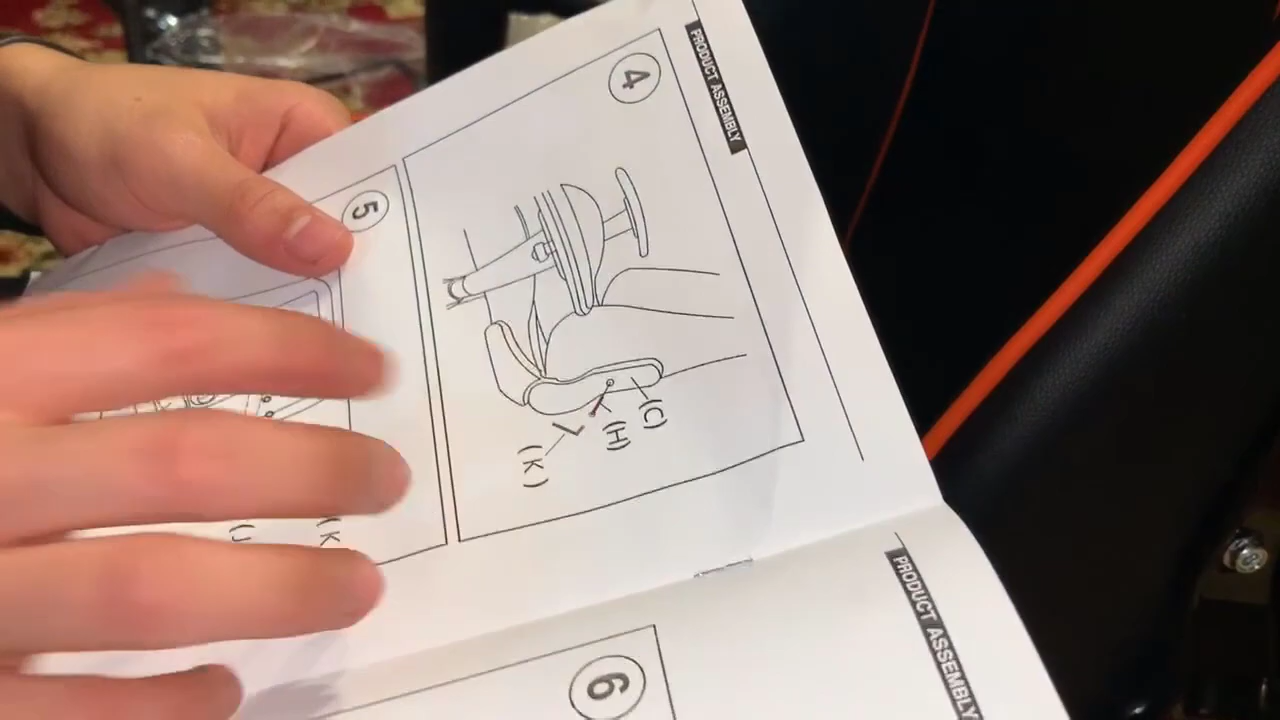 PRODUCT ASSEMBLY
4
(C)
(H)
(K)
5
(K
(J
PRODUCT ASSEMBLY
6